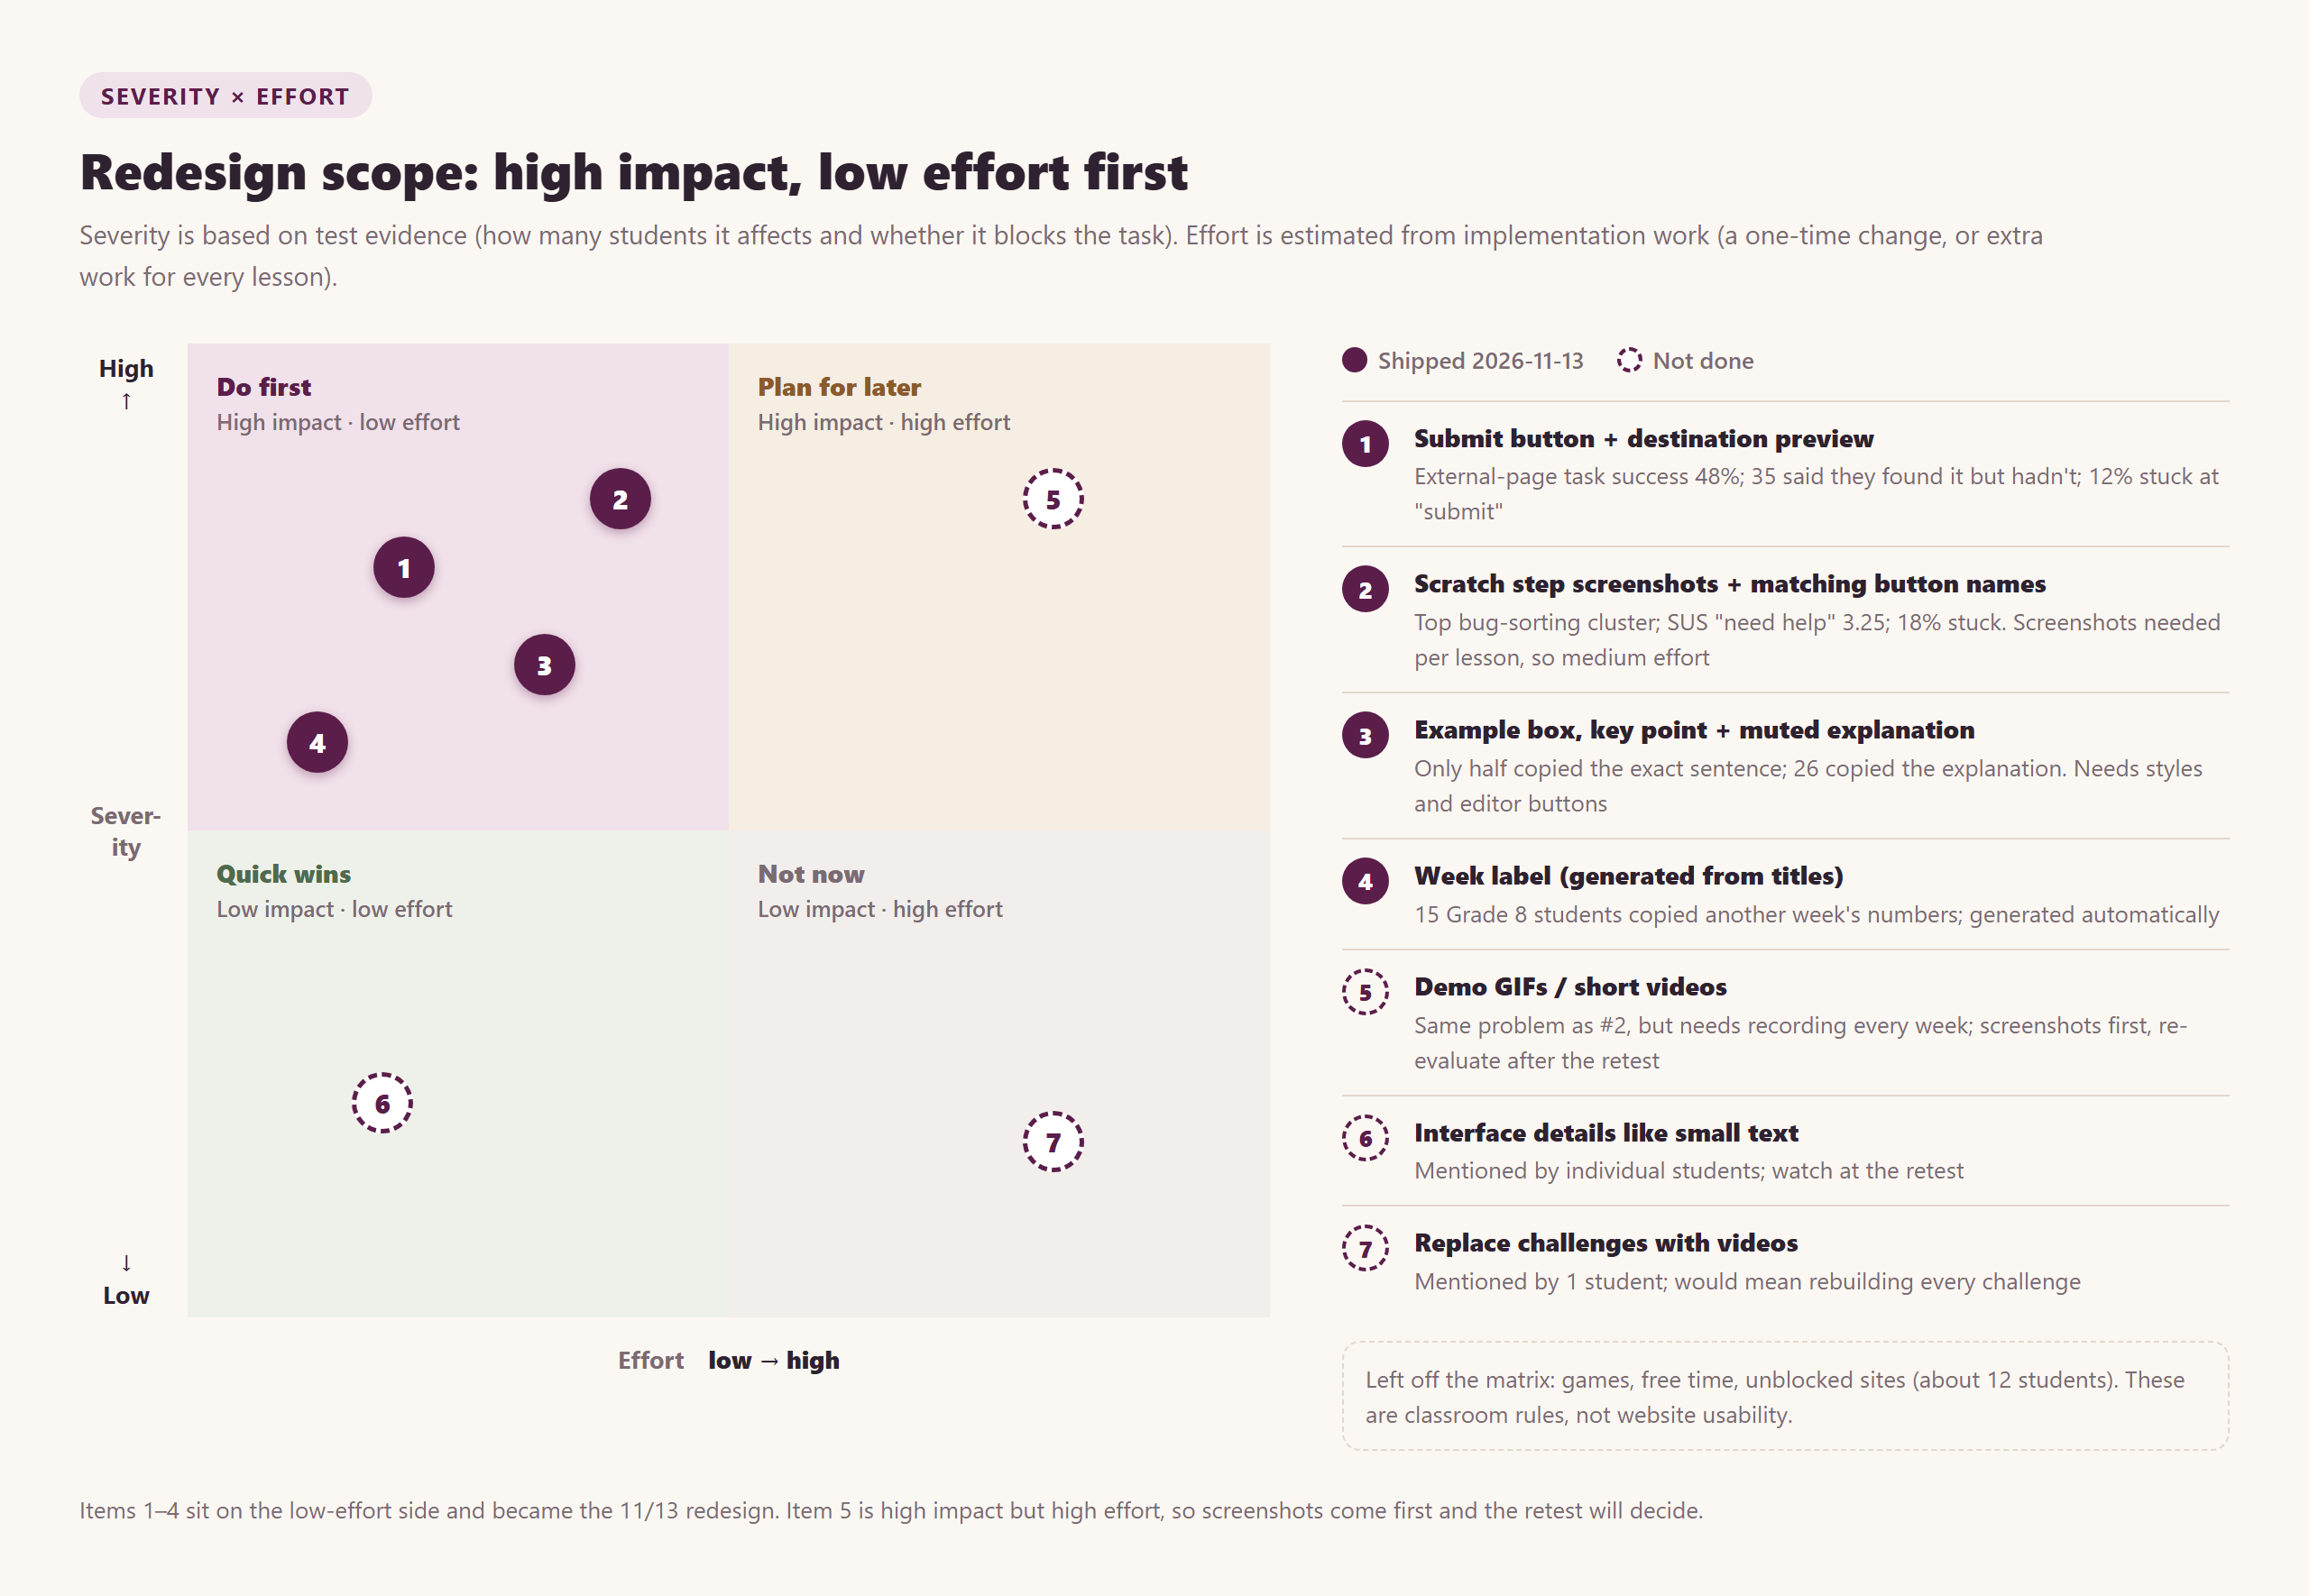 SEVERITY × EFFORT
Redesign scope: high impact, low effort first
Severity is based on test evidence (how many students it affects and whether it blocks the task). Effort is estimated from implementation work (a one-time change, or extra
work for every lesson).
High
↑
Sever-
ity
↓
Low
Do first
High impact · low effort
Plan for later
High impact · high effort
2
5
1
3
4
Quick wins
Low impact · low effort
Not now
Low impact · high effort
6
7
Effort low → high
Shipped 2026-11-13 Not done
1 Submit button + destination preview
External-page task success 48%; 35 said they found it but hadn't; 12% stuck at
"submit"
2 Scratch step screenshots + matching button names
Top bug-sorting cluster; SUS "need help" 3.25; 18% stuck. Screenshots needed
per lesson, so medium effort
3 Example box, key point + muted explanation
Only half copied the exact sentence; 26 copied the explanation. Needs styles
and editor buttons
4 Week label (generated from titles)
15 Grade 8 students copied another week's numbers; generated automatically
5 Demo GIFs / short videos
Same problem as #2, but needs recording every week; screenshots first, re-
evaluate after the retest
6 Interface details like small text
Mentioned by individual students; watch at the retest
7 Replace challenges with videos
Mentioned by 1 student; would mean rebuilding every challenge
Left off the matrix: games, free time, unblocked sites (about 12 students). These
are classroom rules, not website usability.
Items 1–4 sit on the low-effort side and became the 11/13 redesign. Item 5 is high impact but high effort, so screenshots come first and the retest will decide.